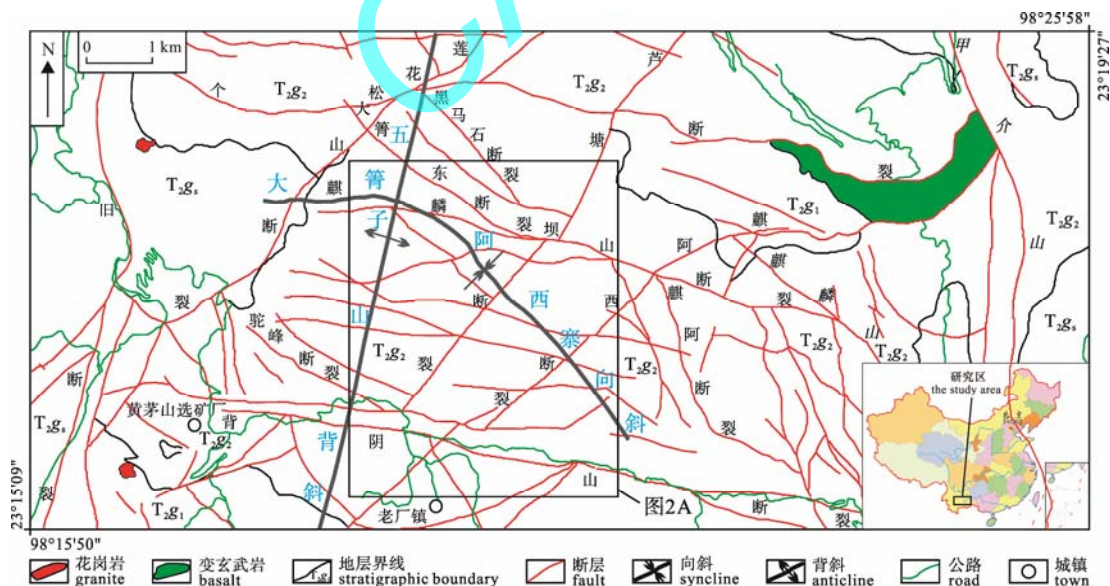 98°25′58″
23°19′27″
N
0 1 km
个
松
大
箐
山
断
裂
莲
花
黑
马
石
断
裂
芦
塘
坝
断
裂
甲
介
山
T₂g₂
T₂g₂
T₂gₛ
T₂gₛ
T₂g₁
T₂g₂
T₂gₛ
旧
断
裂
五
子
山
背
斜
大
箐
阿
西
寨
向
斜
麒
麟
东
断
裂
山
阿
西
断
裂
麒
麟
山
断
裂
麒
阿
西
断
裂
驼
峰
断
裂
T₂g₂
T₂g₂
T₂g₂
黄茅山选矿厂
T₂g₂
T₂gₛ
T₂g₁
背
阴
山
断
裂
老厂镇
图2A
研究区
the study area
23°15′09″
98°15′50″
花岗岩
granite
变玄武岩
basalt
地层界线
stratigraphic boundary
断层
fault
向斜
syncline
背斜
anticline
公路
road
城镇
town